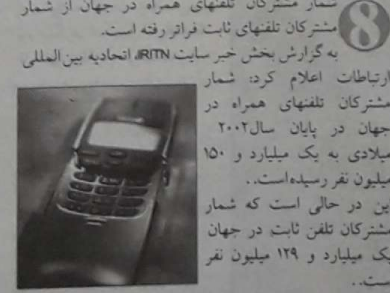 8
شمار مشترکان تلفنهای همراه در جهان از شمار
مشترکان تلفنهای ثابت فراتر رفته است.
به گزارش بخش خبر سایت IRITN، اتحادیه بین المللی
ارتباطات اعلام کرد: شمار
مشترکان تلفنهای همراه در
جهان در پایان سال۲۰۰۲
میلادی به یک میلیارد و ۱۵۰
میلیون نفر رسیده است..
این در حالی است که شمار
مشترکان تلفن ثابت در جهان
یک میلیارد و ۱۲۹ میلیون نفر
است..